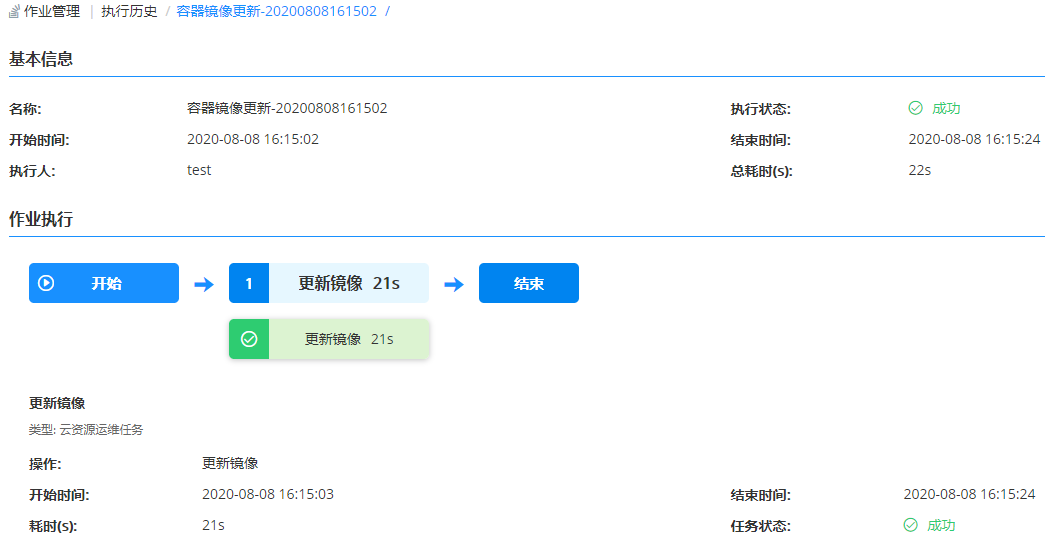 作业管理 | 执行历史 / 容器镜像更新-20200808161502 /
基本信息
名称: 容器镜像更新-20200808161502 执行状态: 成功
开始时间: 2020-08-08 16:15:02 结束时间: 2020-08-08 16:15:24
执行人: test 总耗时(s): 22s
作业执行
开始 1 更新镜像 21s 结束
更新镜像 21s
更新镜像
类型: 云资源运维任务
操作: 更新镜像
开始时间: 2020-08-08 16:15:03 结束时间: 2020-08-08 16:15:24
耗时(s): 21s 任务状态: 成功